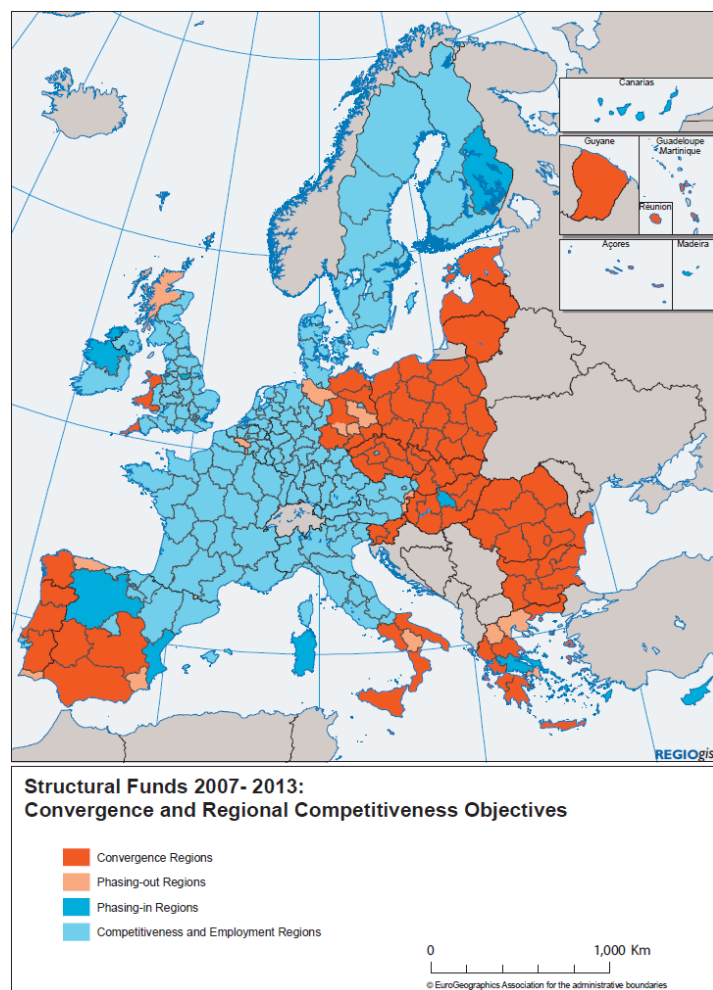 Canarias
Guyane
Guadeloupe
Martinique
Réunion
Açores
Madeira
REGIOgis
Structural Funds 2007- 2013:
Convergence and Regional Competitiveness Objectives
Convergence Regions
Phasing-out Regions
Phasing-in Regions
Competitiveness and Employment Regions
0
1,000 Km
© EuroGeographics Association for the administrative boundaries